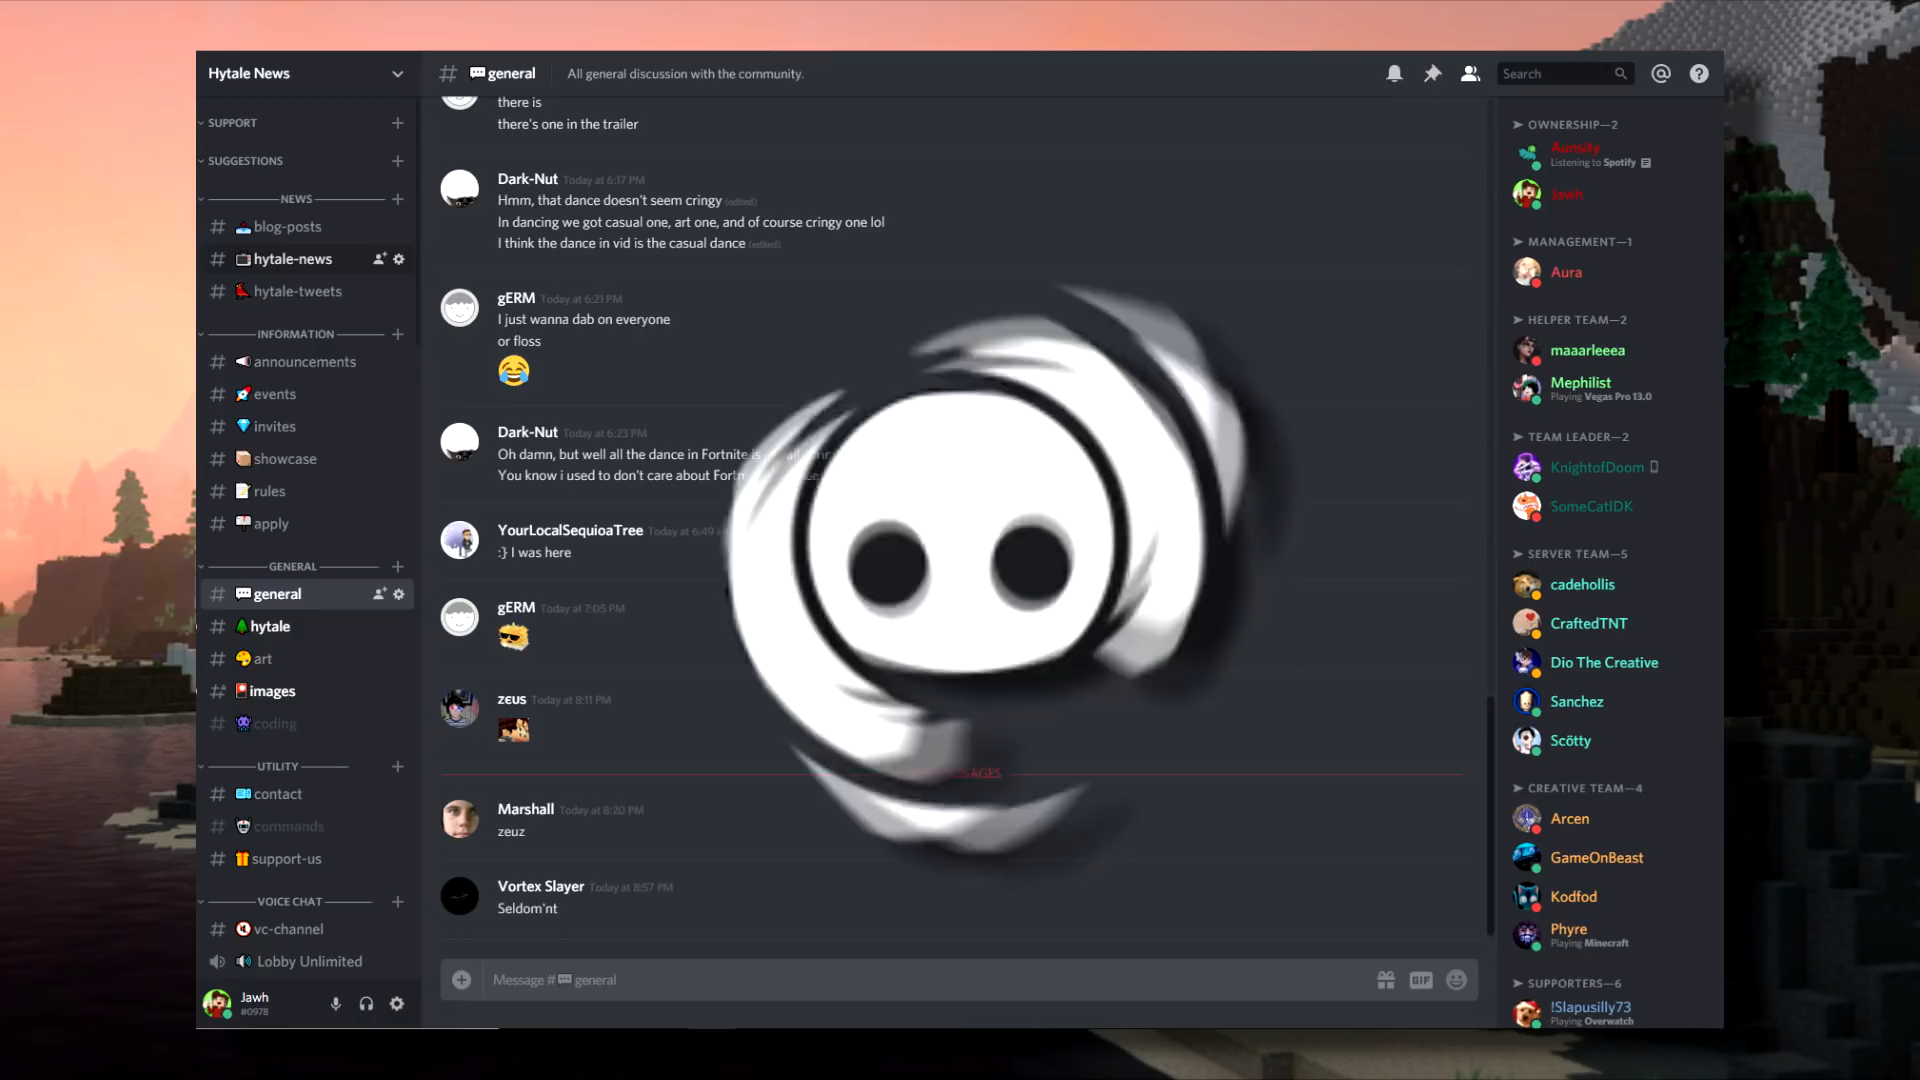 Hytale News
SUPPORT
SUGGESTIONS
NEWS
blog-posts
hytale-news
hytale-tweets
INFORMATION
announcements
events
invites
showcase
rules
apply
GENERAL
general
hytale
art
images
coding
UTILITY
contact
commands
support-us
VOICE CHAT
vc-channel
Lobby Unlimited
Jawh
#0978
# general All general discussion with the community.
Search
there is
there's one in the trailer
Dark-Nut Today at 6:17 PM
Hmm, that dance doesn't seem cringy (edited)
In dancing we got casual one, art one, and of course cringy one lol
I think the dance in vid is the casual dance (edited)
gERM Today at 6:21 PM
I just wanna dab on everyone
or floss
Dark-Nut Today at 6:23 PM
Oh damn, but well all the dance in Fortnite is
You know i used to don't care about
YourLocalSequioaTree Today at 6:49
:} I was here
gERM Today at 7:05 PM
zeus Today at 8:11 PM
Marshall Today at 8:20 PM
zeuz
Vortex Slayer Today at 8:57 PM
Seldom'nt
Message # general
GIF
OWNERSHIP—2
Aunsity
Listening to Spotify
Jawh
MANAGEMENT—1
Aura
HELPER TEAM—2
maaarleeea
Mephilist
Playing Vegas Pro 13.0
TEAM LEADER—2
KnightofDoom
SomeCatIDK
SERVER TEAM—5
cadehollis
CraftedTNT
Dio The Creative
Sanchez
Scötty
CREATIVE TEAM—4
Arcen
GameOnBeast
Kodfod
Phyre
Playing Minecraft
SUPPORTERS—6
!Slapusilly73
Playing Overwatch